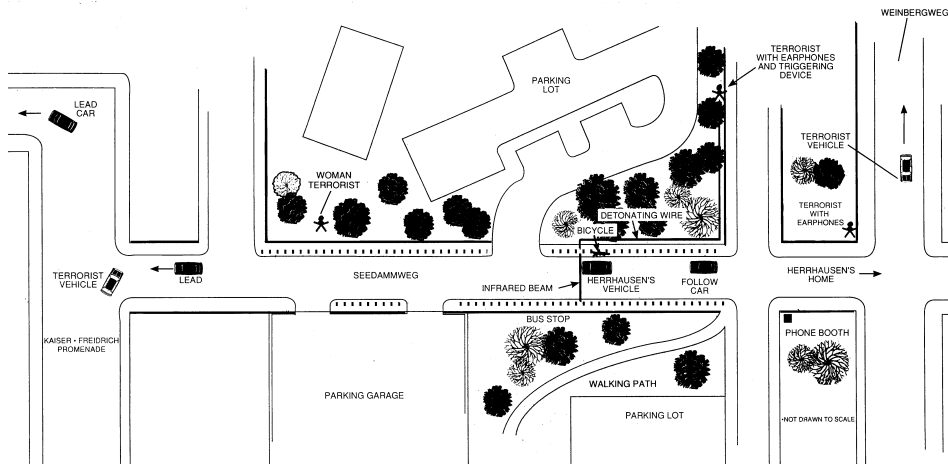 WEINBERGWEG
TERRORIST
WITH EARPHONES
AND TRIGGERING
DEVICE
PARKING
LOT
LEAD
CAR
TERRORIST
VEHICLE
WOMAN
TERRORIST
TERRORIST
WITH
EARPHONES
DETONATING WIRE
BICYCLE
TERRORIST
VEHICLE
LEAD
SEEDAMMWEG
INFRARED BEAM
HERRHAUSEN'S
VEHICLE
FOLLOW
CAR
HERRHAUSEN'S
HOME
BUS STOP
PHONE BOOTH
KAISER • FREIDRICH
PROMENADE
WALKING PATH
PARKING GARAGE
PARKING LOT
•NOT DRAWN TO SCALE